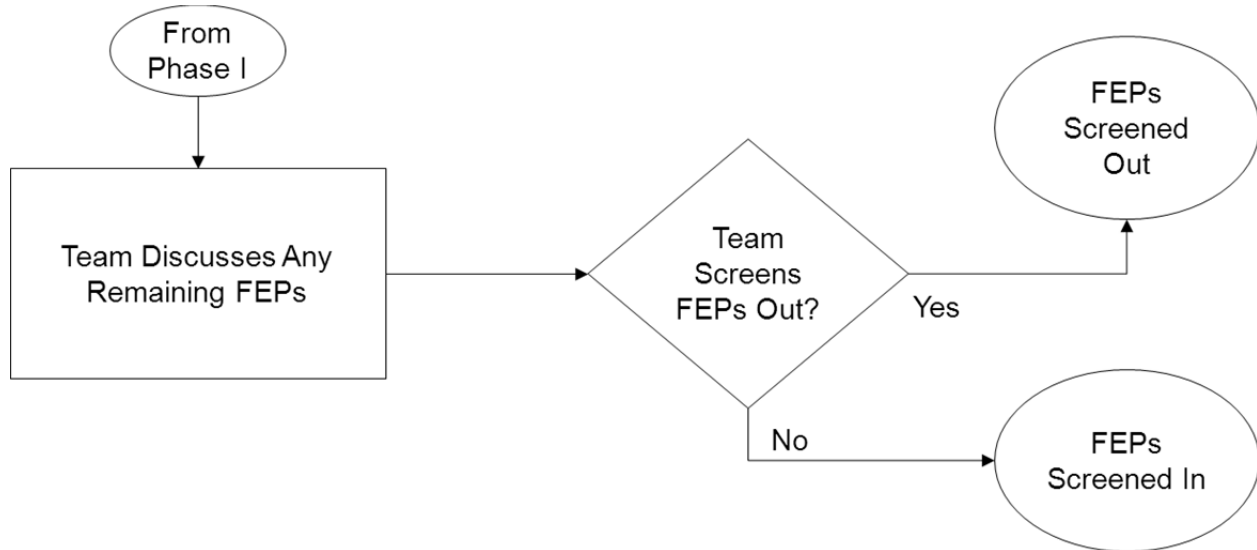 From
Phase I
Team Discusses Any
Remaining FEPs
Team
Screens
FEPs Out?
Yes
No
FEPs
Screened
Out
FEPs
Screened In